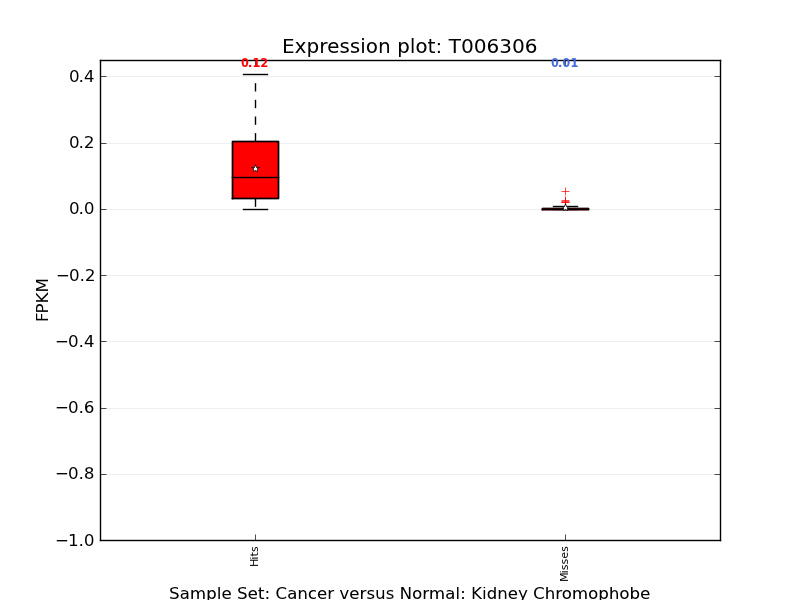 Expression plot: T006306
0.12
0.01
0.4
0.2
0.0
−0.2
−0.4
−0.6
−0.8
−1.0
FPKM
Hits
Misses
Sample Set: Cancer versus Normal: Kidney Chromophobe